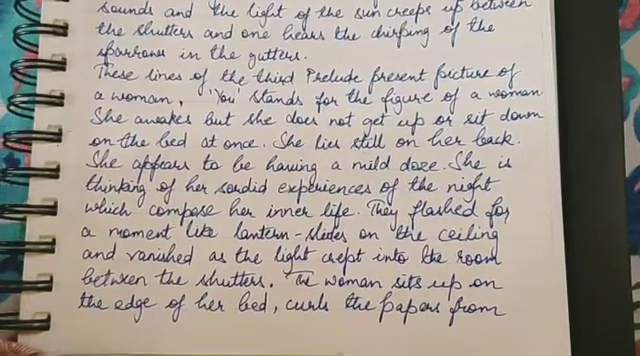 sounds and the light of the sun creeps up between
the shutters and one hears the chirping of the
sparrows in the gutters.
These lines of the third Prelude present picture of
a woman. 'You' stands for the figure of a woman.
She awakes but she does not get up or sit down
on the bed at once. She lies still on her back.
She appears to be having a mild doze. She is
thinking of her sordid experiences of the night
which compose her inner life. They flashed for
a moment like lantern-slides on the ceiling
and vanished as the light crept into the room
between the shutters. The woman sits up on
the edge of her bed, curls the papers from